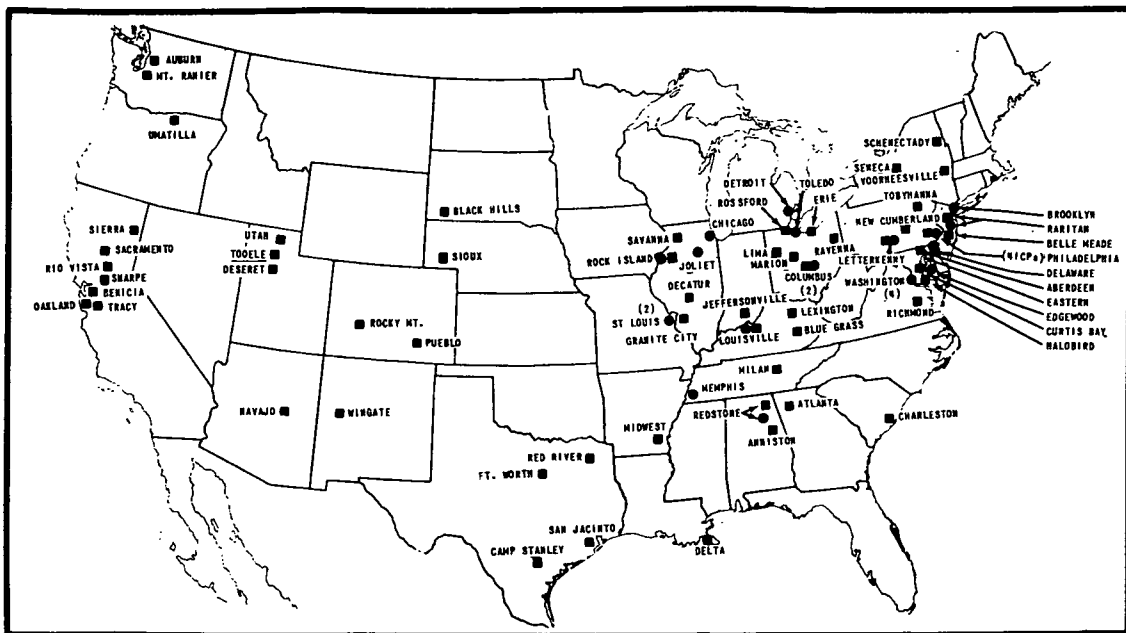 AUBURN
MT. RANIER
UMATILLA
SIERRA
SACRAMENTO
RIO VISTA
SHARPE
BENICIA
OAKLAND
TRACY
UTAH
TOOELE
DESERET
BLACK HILLS
SIOUX
ROCKY MT.
PUEBLO
NAVAJO
WINGATE
RED RIVER
FT. WORTH
SAN JACINTO
CAMP STANLEY
DELTA
MIDWEST
SAVANNA
ROCK ISLAND
JOLIET
CHICAGO
DECATUR
(2)
ST LOUIS
GRANITE CITY
DETROIT
ROSSFORD
TOLEDO
ERIE
LIMA
MARION
RAVENNA
COLUMBUS
(2)
JEFFERSONVILLE
LOUISVILLE
LEXINGTON
BLUE GRASS
MILAN
MEMPHIS
REDSTONE
ATLANTA
ANNISTON
CHARLESTON
SCHENECTADY
SENECA
VOORHEESVILLE
TOBYHANNA
NEW CUMBERLAND
LETTERKENNY
WASHINGTON
(4)
RICHMOND
BROOKLYN
RARITAN
BELLE MEADE
(NICPa) PHILADELPHIA
DELAWARE
ABERDEEN
EASTERN
EDGEWOOD
CURTIS BAY
HALOBIRD